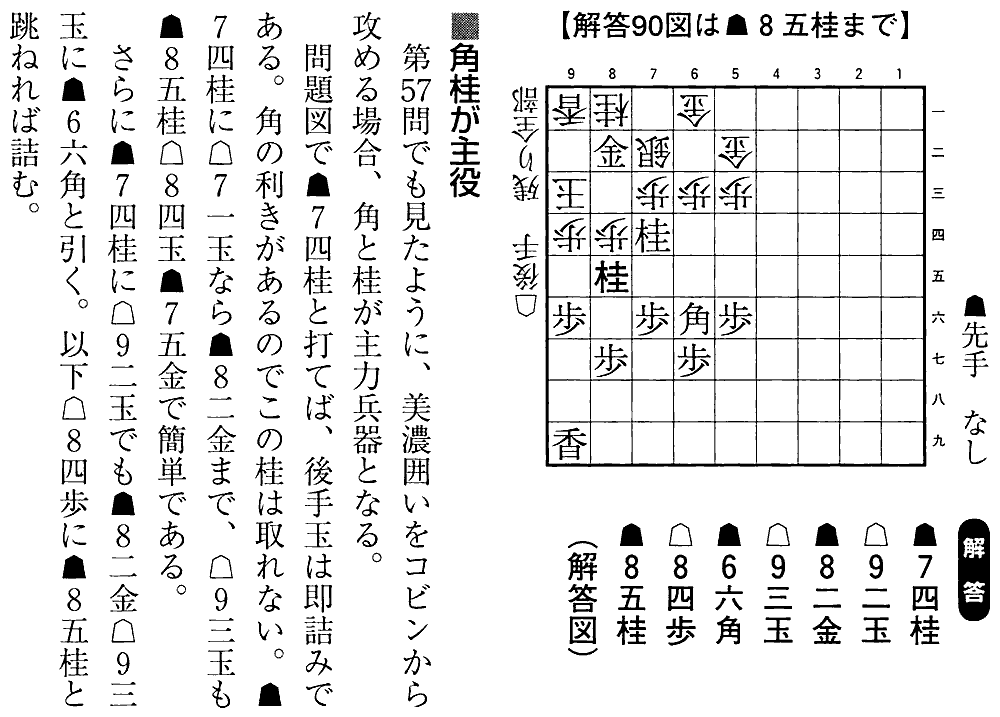 【解答90図は☗8五桂まで】
9 8 7 6 5 4 3 2 1
香 桂 金 一
金 銀 金 二
王 歩 歩 歩 三
歩 歩 桂 四
桂 五
歩 歩 角 歩 六
歩 歩 七
八
香 九
☗先手 なし
☖後手 残り全部
解答
☗7四桂
☖9二玉
☗8二金
☖9三玉
☗6六角
☖8四歩
☗8五桂
(解答図)
■角桂が主役
第57問でも見たように、美濃囲いをコビンから
攻める場合、角と桂が主力兵器となる。
問題図で☗7四桂と打てば、後手玉は即詰みで
ある。角の利きがあるのでこの桂は取れない。☗
7四桂に☖7一玉なら☗8二金まで、☖9三玉も
☗8五桂☖8四玉☗7五金で簡単である。
さらに☗7四桂に☖9二玉でも☗8二金☖9三
玉に☗6六角と引く。以下☖8四歩に☗8五桂と
跳ねれば詰む。